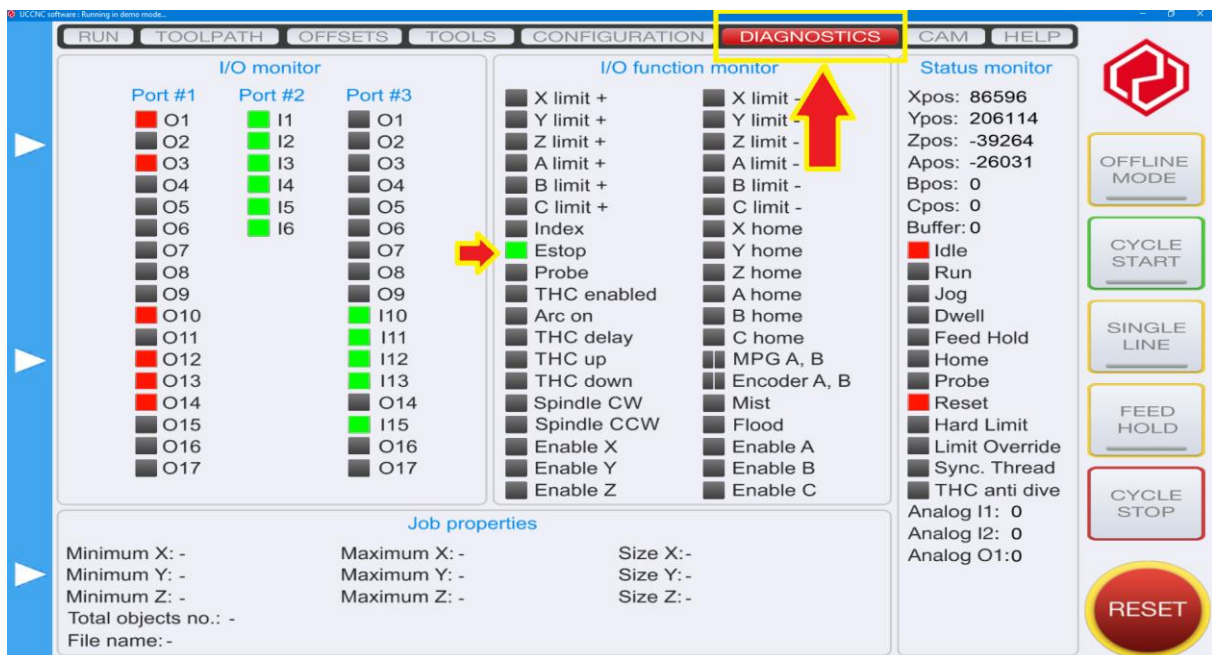 UCCNC software : Running in demo mode...
RUN TOOLPATH OFFSETS TOOLS CONFIGURATION DIAGNOSTICS CAM HELP
I/O monitor
Port #1 Port #2 Port #3
O1 I1 O1
O2 I2 O2
O3 I3 O3
O4 I4 O4
O5 I5 O5
O6 I6 O6
O7 O7
O8 O8
O9 O9
O10 I10
O11 I11
O12 I12
O13 I13
O14 O14
O15 I15
O16 O16
O17 O17
I/O function monitor
X limit + X limit -
Y limit + Y limit -
Z limit + Z limit -
A limit + A limit -
B limit + B limit -
C limit + C limit -
Index X home
Estop Y home
Probe Z home
THC enabled A home
Arc on B home
THC delay C home
THC up MPG A, B
THC down Encoder A, B
Spindle CW Mist
Spindle CCW Flood
Enable X Enable A
Enable Y Enable B
Enable Z Enable C
Status monitor
Xpos: 86596
Ypos: 206114
Zpos: -39264
Apos: -26031
Bpos: 0
Cpos: 0
Buffer: 0
Idle
Run
Jog
Dwell
Feed Hold
Home
Probe
Reset
Hard Limit
Limit Override
Sync. Thread
THC anti dive
Analog I1: 0
Analog I2: 0
Analog O1:0
Job properties
Minimum X: - Maximum X: - Size X:-
Minimum Y: - Maximum Y: - Size Y:-
Minimum Z: - Maximum Z: - Size Z:-
Total objects no.: -
File name:-
OFFLINE
MODE
CYCLE
START
SINGLE
LINE
FEED
HOLD
CYCLE
STOP
RESET